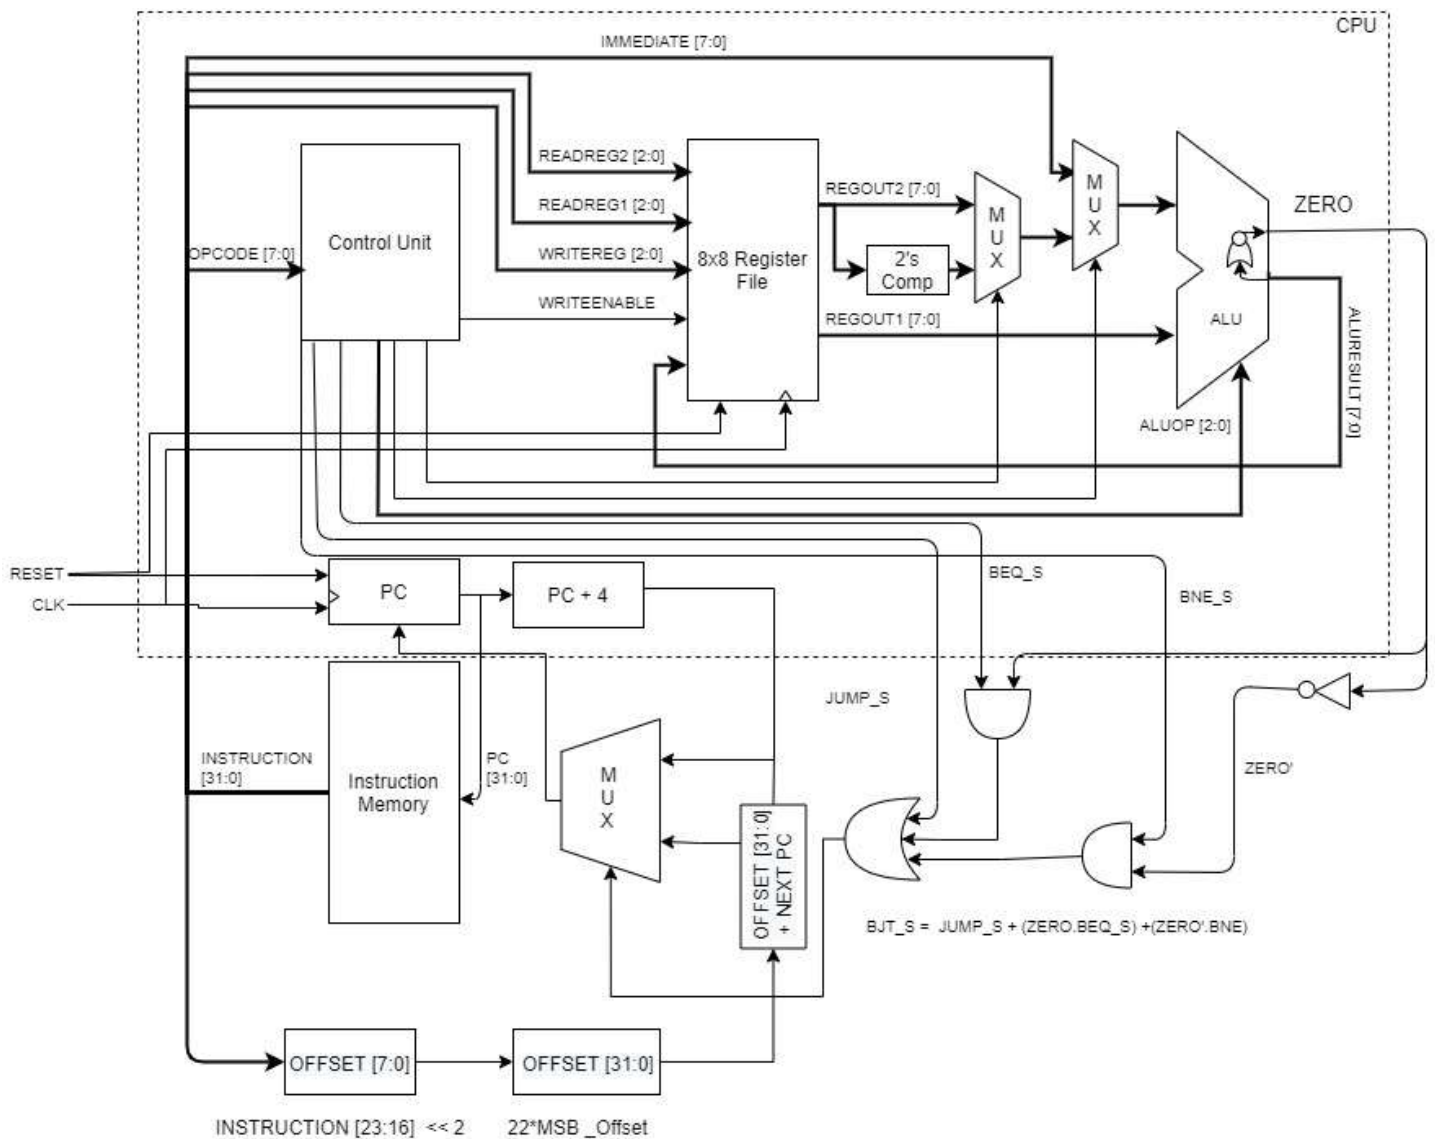 CPU
IMMEDIATE [7:0]
READREG2 [2:0]
READREG1 [2:0]
WRITEREG [2:0]
WRITEENABLE
OPCODE [7:0]
Control Unit
8x8 Register
File
REGOUT2 [7:0]
2's
Comp
REGOUT1 [7:0]
M
U
X
M
U
X
ZERO
ALU
ALURESULT [7:0]
ALUOP [2:0]
RESET
CLK
PC
PC + 4
BEQ_S
BNE_S
JUMP_S
INSTRUCTION
[31:0]
Instruction
Memory
PC
[31:0]
M
U
X
OFFSET [31:0]
+ NEXT PC
ZERO'
BJT_S = JUMP_S + (ZERO.BEQ_S) +(ZERO'.BNE)
OFFSET [7:0]
OFFSET [31:0]
INSTRUCTION [23:16] << 2
22*MSB _Offset